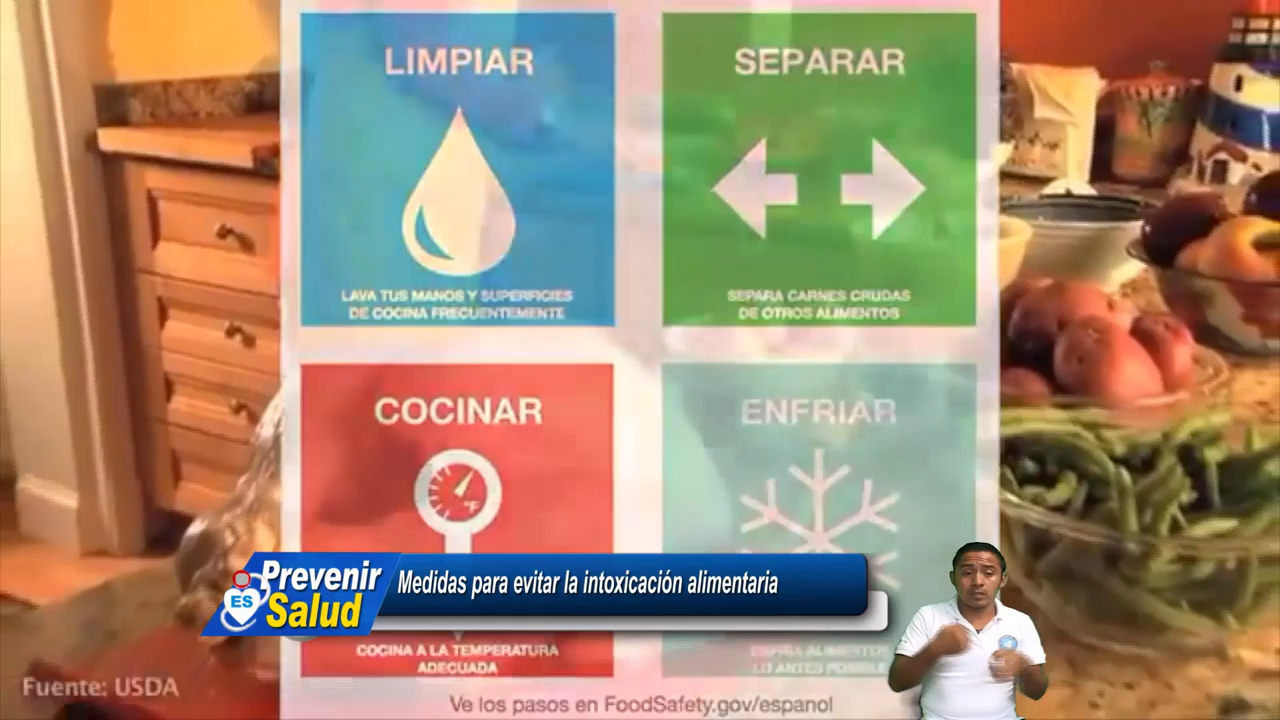 LIMPIAR
LAVA TUS MANOS Y SUPERFICIES
DE COCINA FRECUENTEMENTE
SEPARAR
SEPARA CARNES CRUDAS
DE OTROS ALIMENTOS
COCINAR
°F
COCINA A LA TEMPERATURA
ADECUADA
ENFRIAR
ENFRÍA ALIMENTOS
LO ANTES POSIBLE
Prevenir
ES
Salud
Medidas para evitar la intoxicación alimentaria
Fuente: USDA
Ve los pasos en FoodSafety.gov/espanol